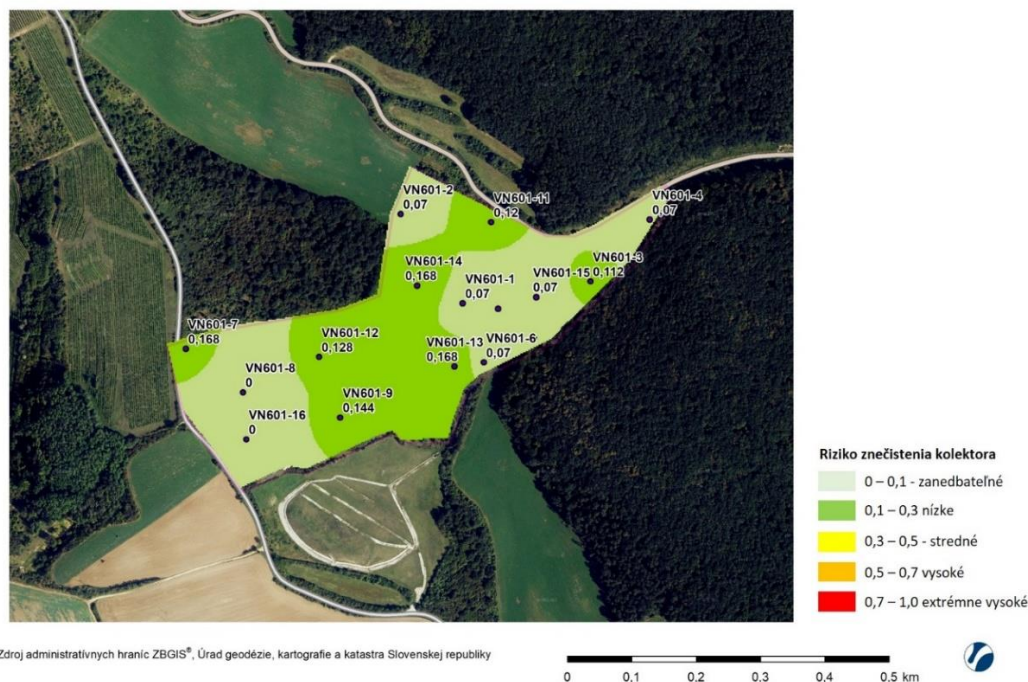 VN601-2
0,07
VN601-11
0,12
VN601-4
0,07
VN601-14
0,168
VN601-1
0,07
VN601-15
0,07
VN601-3
0,112
VN601-7
0,168
VN601-12
0,128
VN601-13
0,168
VN601-6
0,07
VN601-8
0
VN601-9
0,144
VN601-16
0
Riziko znečistenia kolektora
0 – 0,1 - zanedbateľné
0,1 – 0,3 nízke
0,3 – 0,5 - stredné
0,5 – 0,7 vysoké
0,7 – 1,0 extrémne vysoké
Zdroj administratívnych hraníc ZBGIS®, Úrad geodézie, kartografie a katastra Slovenskej republiky
0 0,1 0,2 0,3 0,4 0,5 km